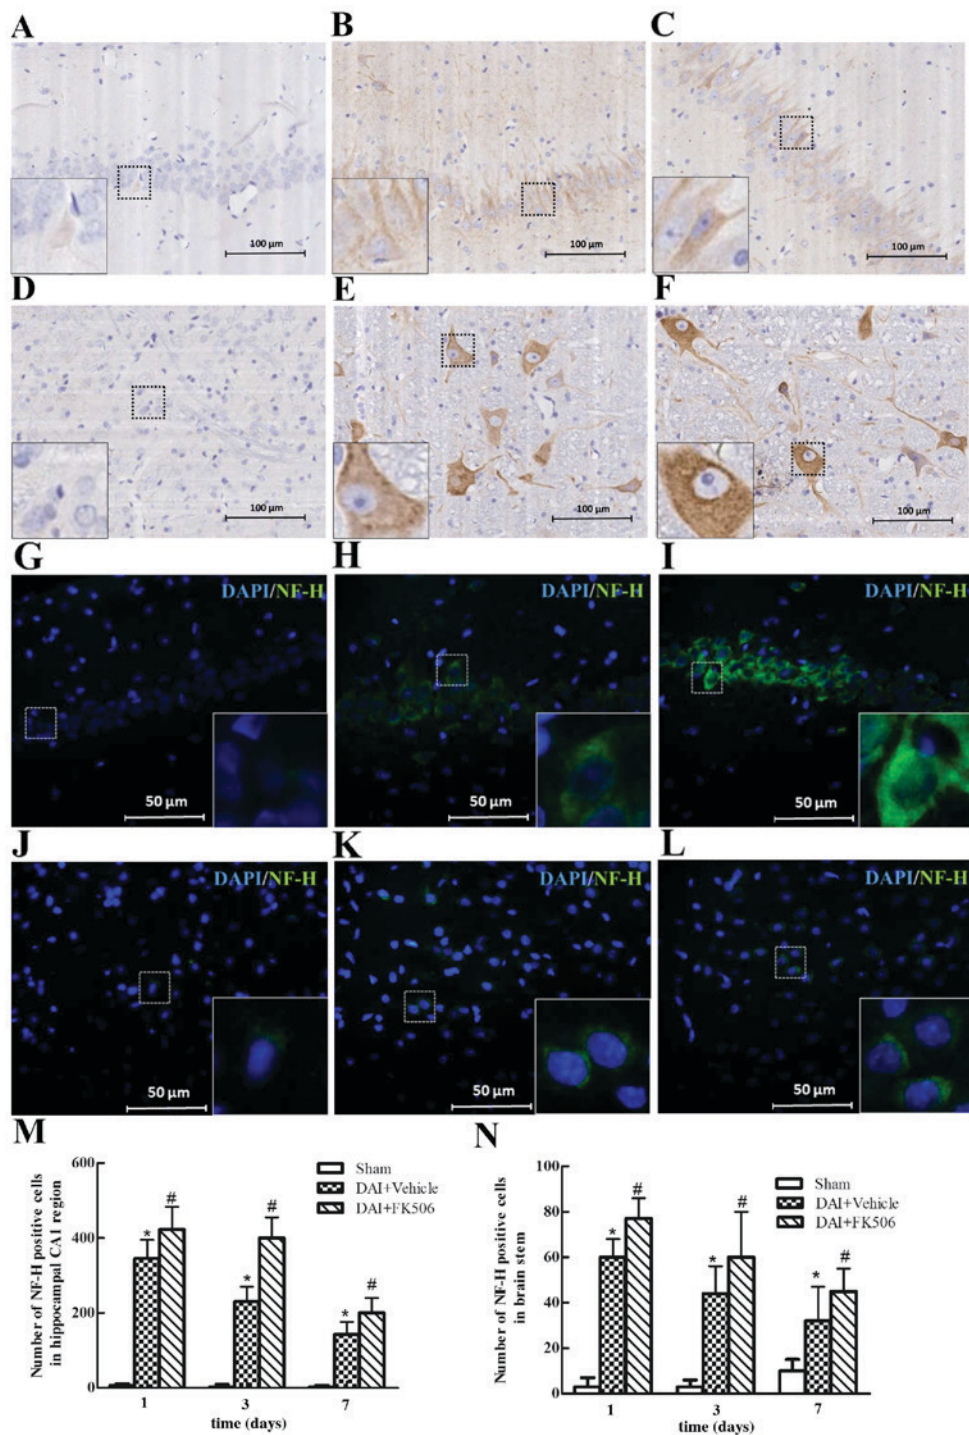 A
B
C
100 µm
100 µm
100 µm
D
E
F
100 µm
100 µm
100 µm
G
H
I
DAPI/NF-H
DAPI/NF-H
DAPI/NF-H
50 µm
50 µm
50 µm
J
K
L
DAPI/NF-H
DAPI/NF-H
DAPI/NF-H
50 µm
50 µm
50 µm
M
Number of NF-H positive cells
in hippocampal CA1 region
600
400
200
0
Sham
DAI+Vehicle
DAI+FK506
* #
* #
* #
1 3 7
time (days)
N
Number of NF-H positive cells
in brain stem
100
80
60
40
20
0
Sham
DAI+Vehicle
DAI+FK506
* #
* #
* #
1 3 7
time (days)